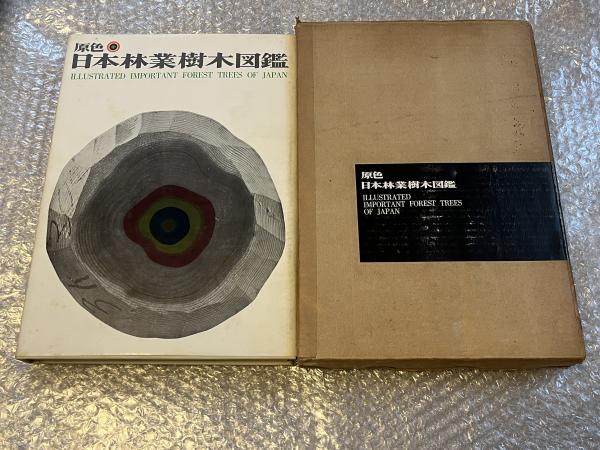 原色
日本林業樹木図鑑
ILLUSTRATED IMPORTANT FOREST TREES OF JAPAN
原色
日本林業樹木図鑑
ILLUSTRATED
IMPORTANT FOREST TREES
OF JAPAN